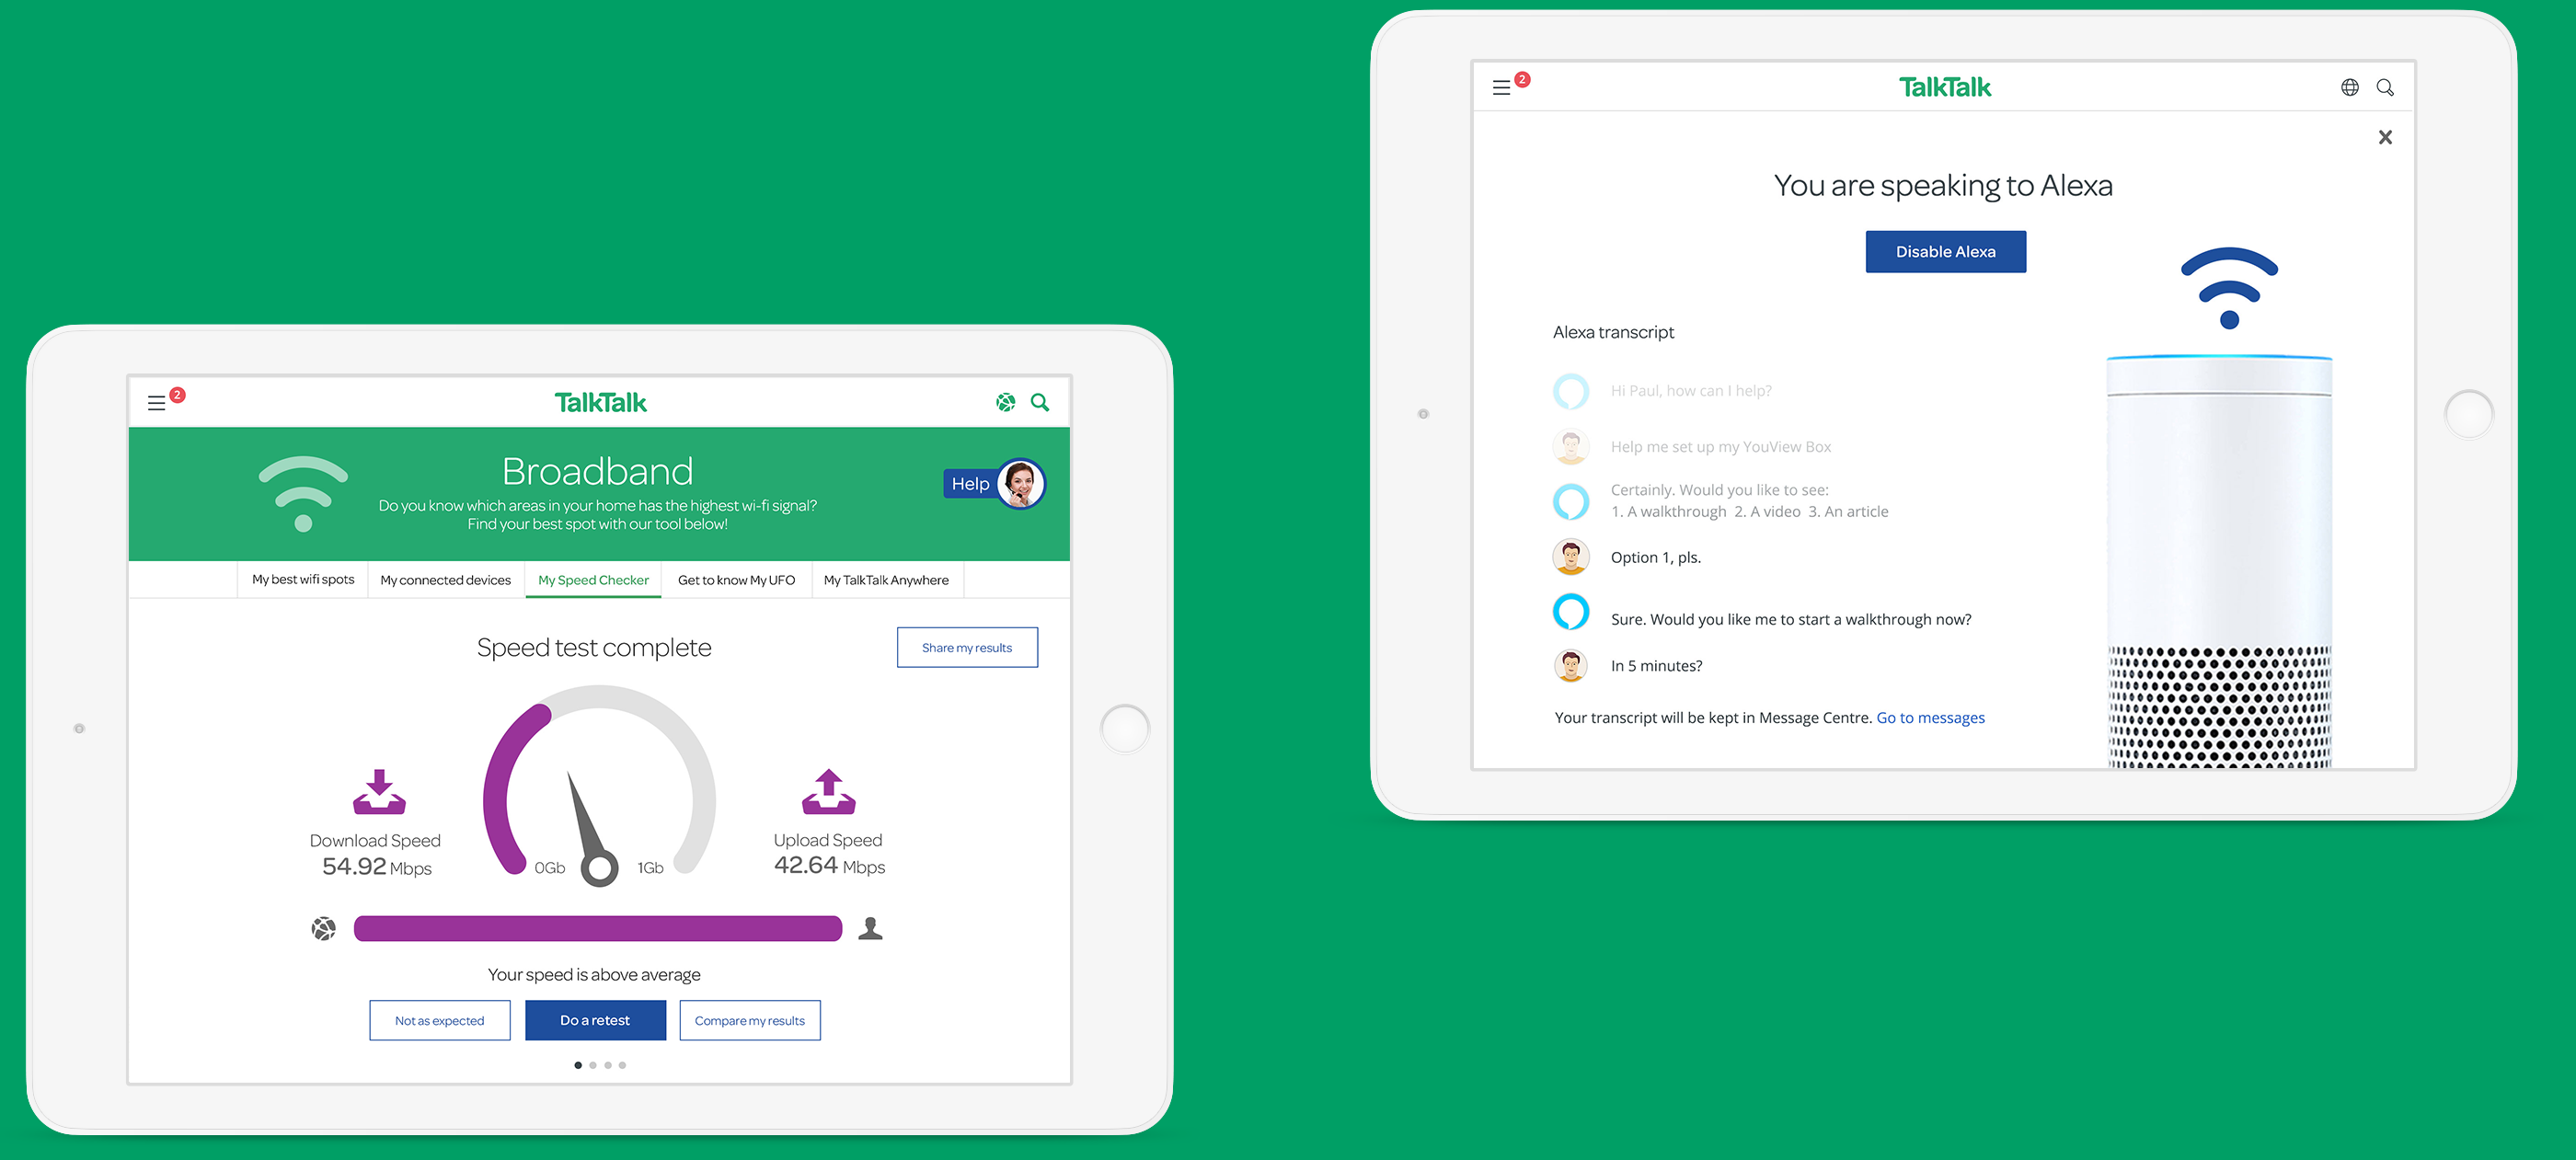 2
TalkTalk
Broadband
Do you know which areas in your home has the highest wi-fi signal?
Find your best spot with our tool below!
Help
My best wifi spots
My connected devices
My Speed Checker
Get to know My UFO
My TalkTalk Anywhere
Speed test complete
Share my results
Download Speed
54.92 Mbps
0Gb
1Gb
Upload Speed
42.64 Mbps
Your speed is above average
Not as expected
Do a retest
Compare my results
2
TalkTalk
You are speaking to Alexa
Disable Alexa
Alexa transcript
Hi Paul, how can I help?
Help me set up my YouView Box
Certainly. Would you like to see:
1. A walkthrough 2. A video 3. An article
Option 1, pls.
Sure. Would you like me to start a walkthrough now?
In 5 minutes?
Your transcript will be kept in Message Centre. Go to messages